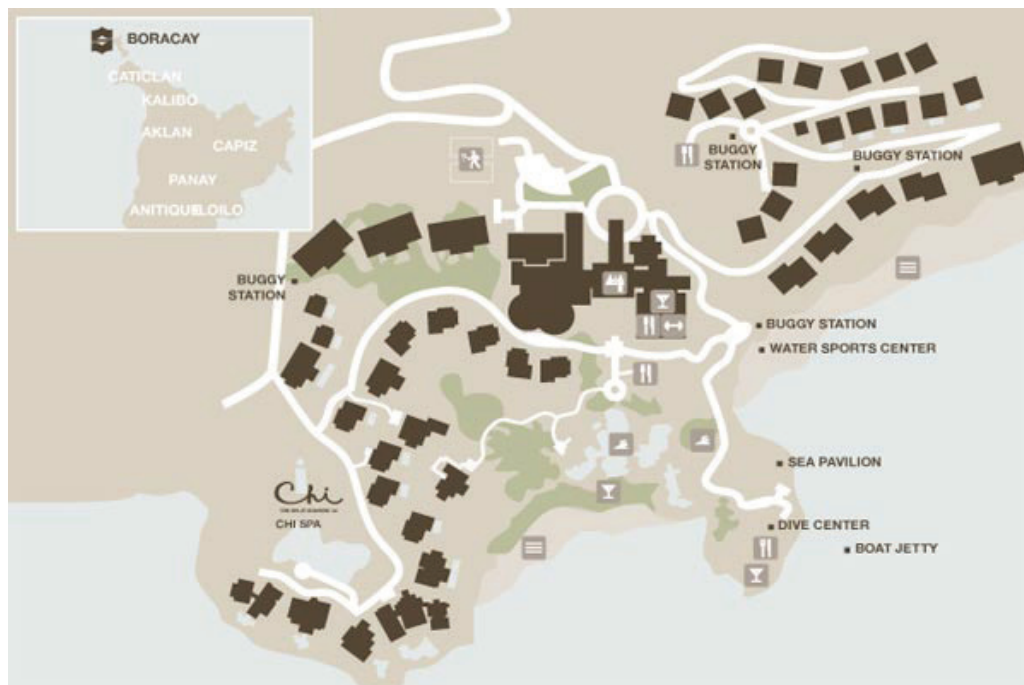 BORACAY
CATICLAN
KALIBO
AKLAN
CAPIZ
PANAY
ANITIQUE
ILOILO
BUGGY
STATION
BUGGY STATION
BUGGY
STATION
BUGGY STATION
WATER SPORTS CENTER
SEA PAVILION
Chi
CHI SPA
DIVE CENTER
BOAT JETTY